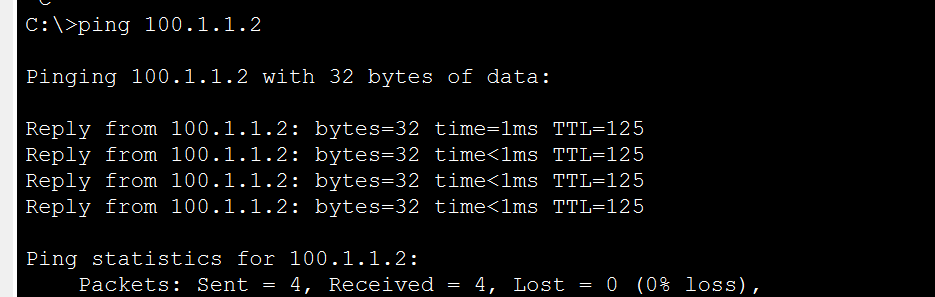 C:\>ping 100.1.1.2
Pinging 100.1.1.2 with 32 bytes of data:
Reply from 100.1.1.2: bytes=32 time=1ms TTL=125
Reply from 100.1.1.2: bytes=32 time<1ms TTL=125
Reply from 100.1.1.2: bytes=32 time<1ms TTL=125
Reply from 100.1.1.2: bytes=32 time<1ms TTL=125
Ping statistics for 100.1.1.2:
Packets: Sent = 4, Received = 4, Lost = 0 (0% loss),